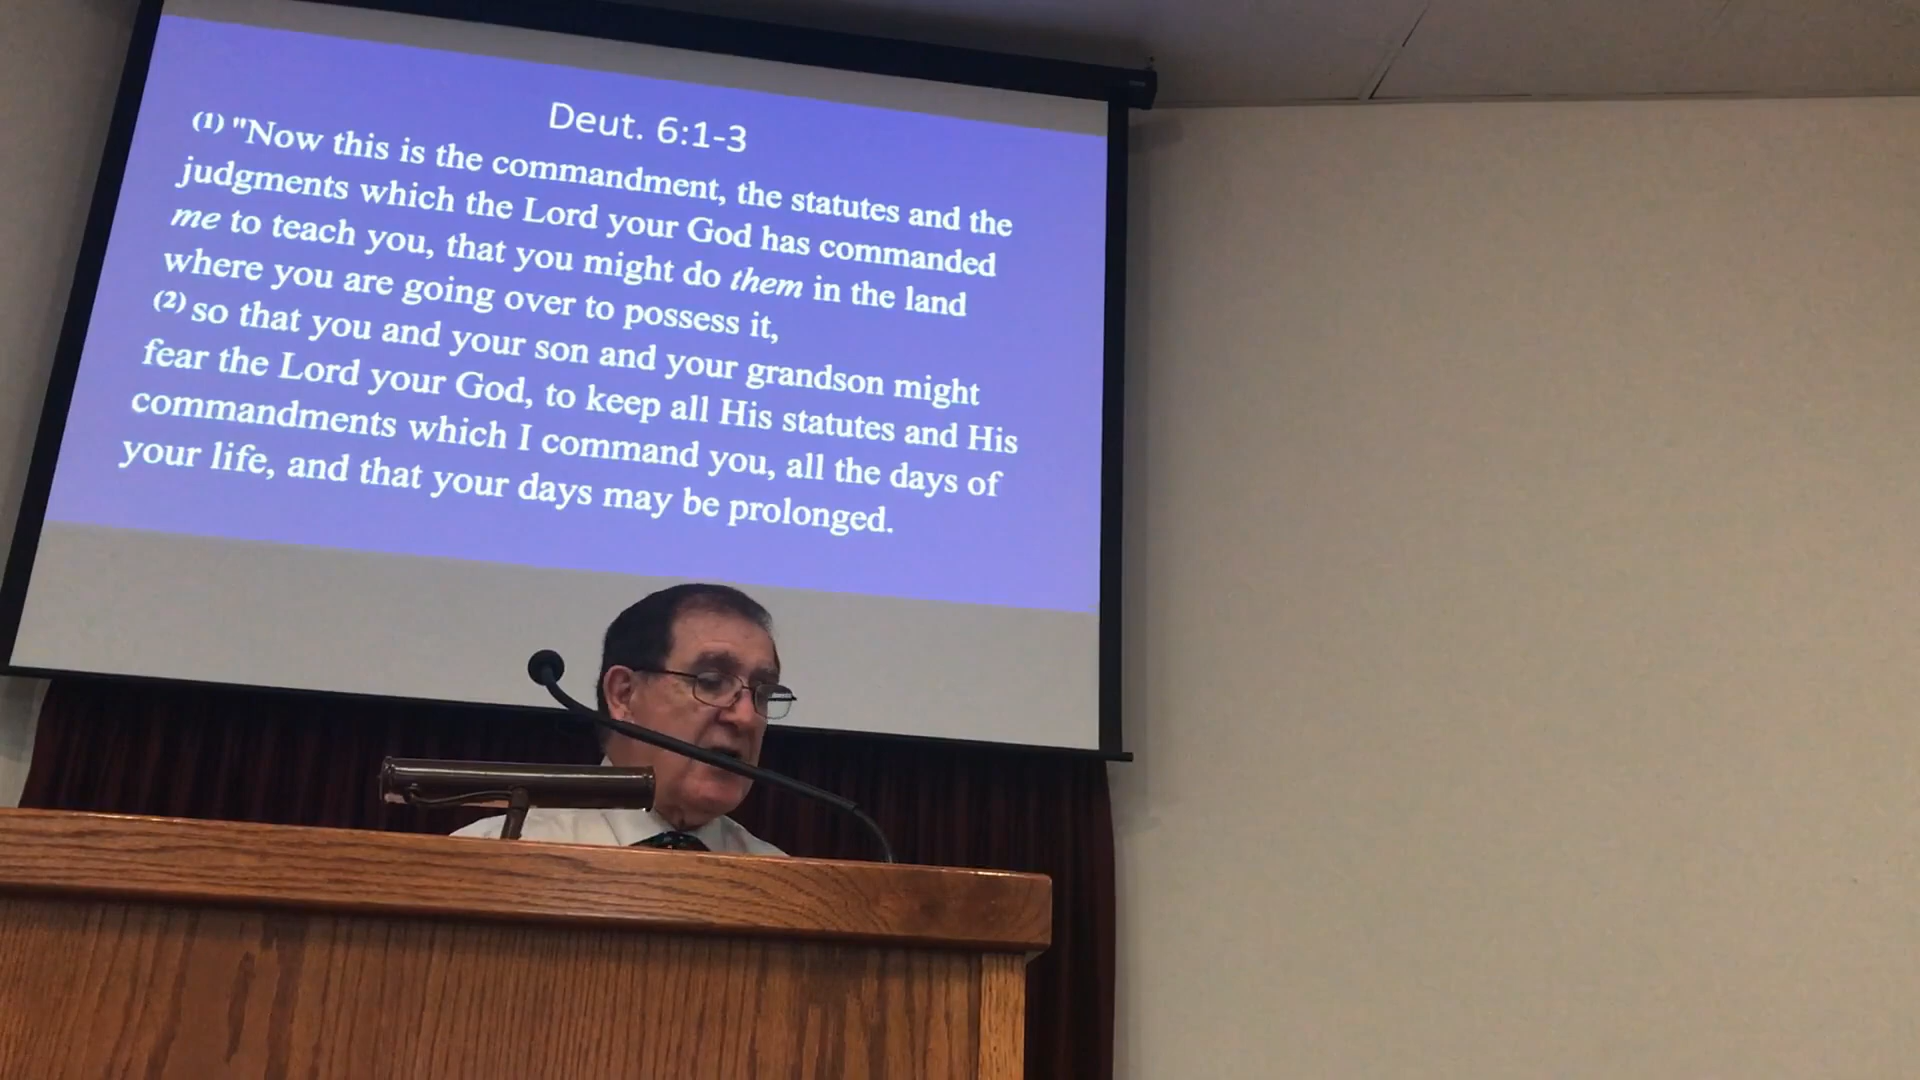 Deut. 6:1-3
(1) "Now this is the commandment, the statutes and the
judgments which the Lord your God has commanded
me to teach you, that you might do them in the land
where you are going over to possess it,
(2) so that you and your son and your grandson might
fear the Lord your God, to keep all His statutes and His
commandments which I command you, all the days of
your life, and that your days may be prolonged.